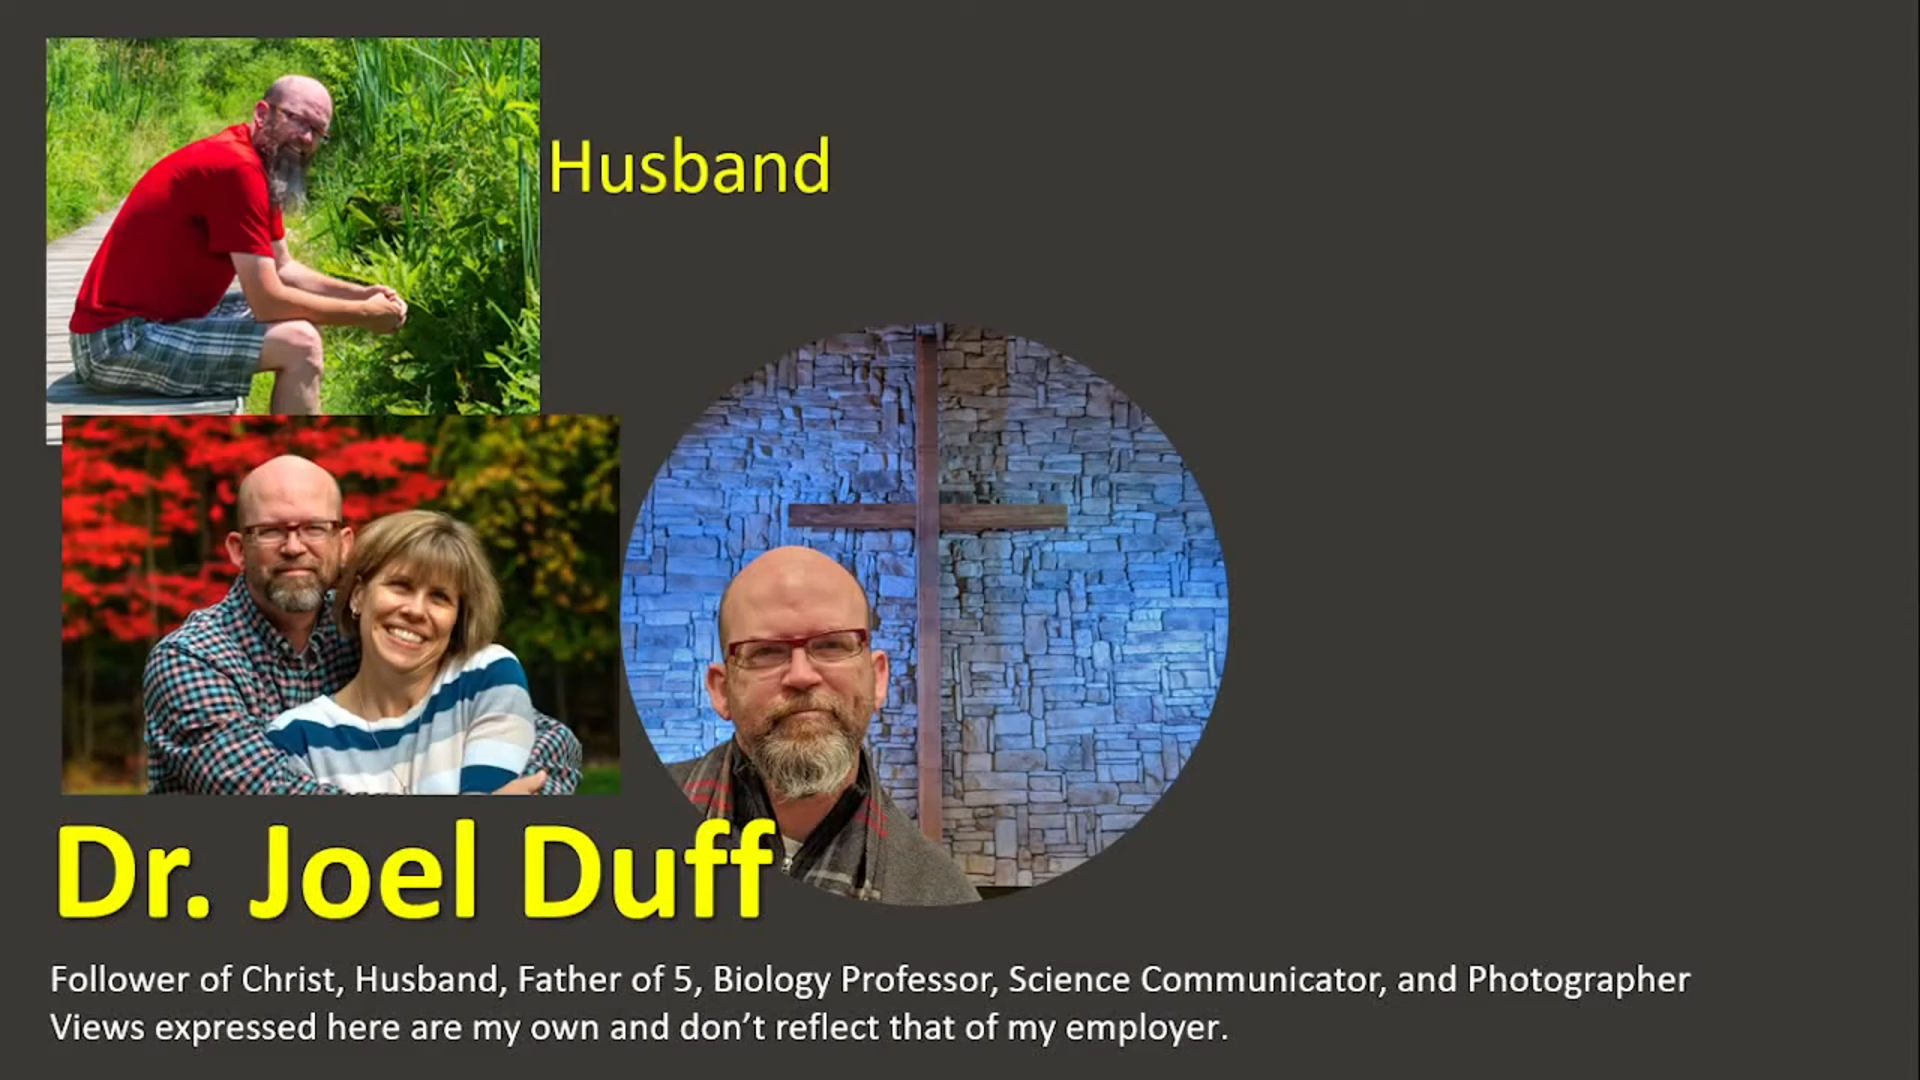 Husband
Dr. Joel Duff
Follower of Christ, Husband, Father of 5, Biology Professor, Science Communicator, and Photographer
Views expressed here are my own and don’t reflect that of my employer.